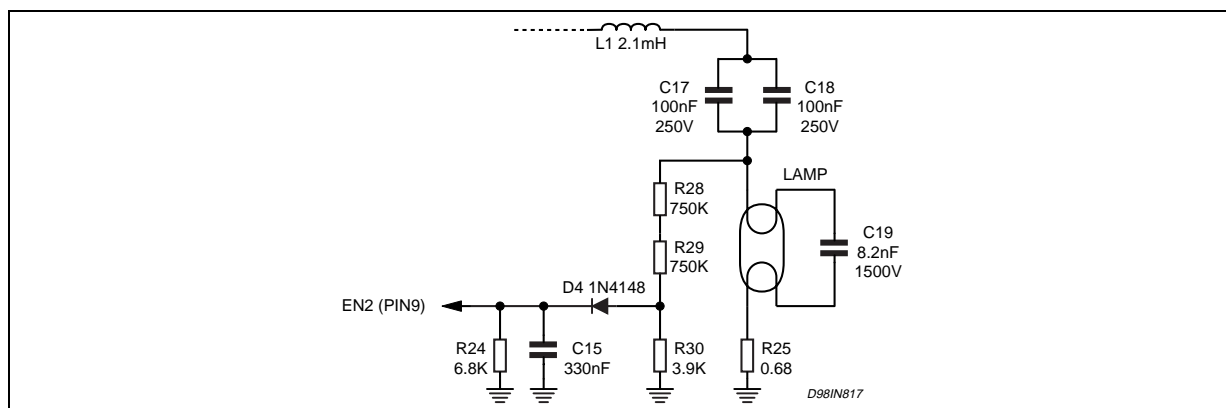 L1 2.1mH
C17
100nF
250V
C18
100nF
250V
LAMP
R28
750K
C19
8.2nF
1500V
R29
750K
D4 1N4148
EN2 (PIN9)
R24
6.8K
C15
330nF
R30
3.9K
R25
0.68
D98IN817